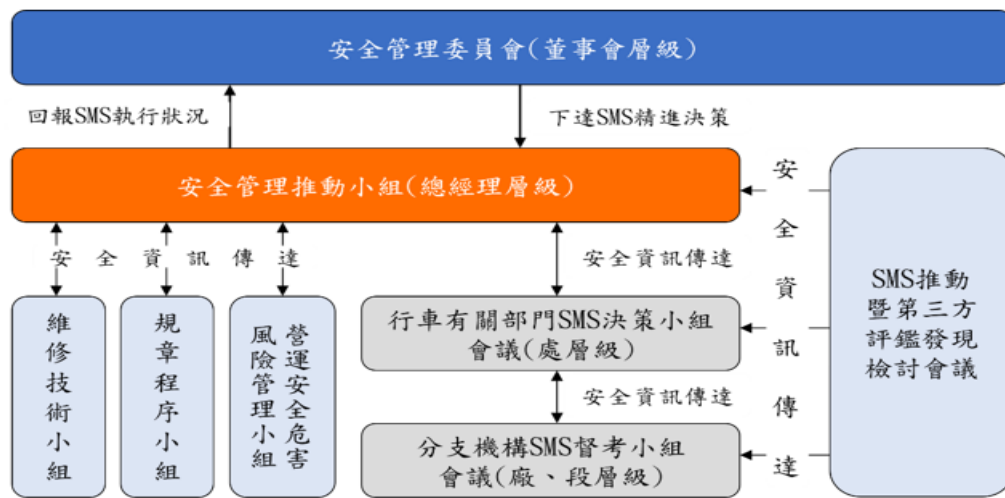 安全管理委員會(董事會層級)
回報SMS執行狀況
下達SMS精進決策
安全管理推動小組(總經理層級)
安全資訊傳達
安全資訊傳達
安全資訊傳達
維修技術小組
規章程序小組
營運安全危害
風險管理小組
行車有關部門SMS決策小組
會議(處層級)
安全資訊傳達
分支機構SMS督考小組
會議(廠、段層級)
SMS推動
暨第三方
評鑑發現
檢討會議